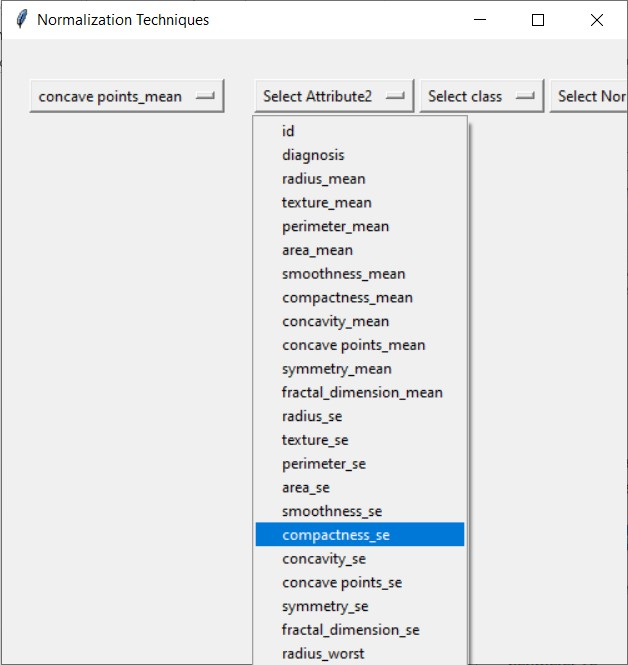 Normalization Techniques
concave points_mean Select Attribute2 Select class Select Nor
id
diagnosis
radius_mean
texture_mean
perimeter_mean
area_mean
smoothness_mean
compactness_mean
concavity_mean
concave points_mean
symmetry_mean
fractal_dimension_mean
radius_se
texture_se
perimeter_se
area_se
smoothness_se
compactness_se
concavity_se
concave points_se
symmetry_se
fractal_dimension_se
radius_worst